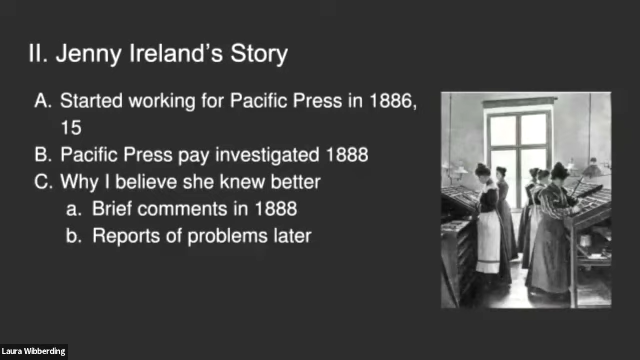 II. Jenny Ireland's Story
A. Started working for Pacific Press in 1886,
15
B. Pacific Press pay investigated 1888
C. Why I believe she knew better
a. Brief comments in 1888
b. Reports of problems later
Laura Wibberding